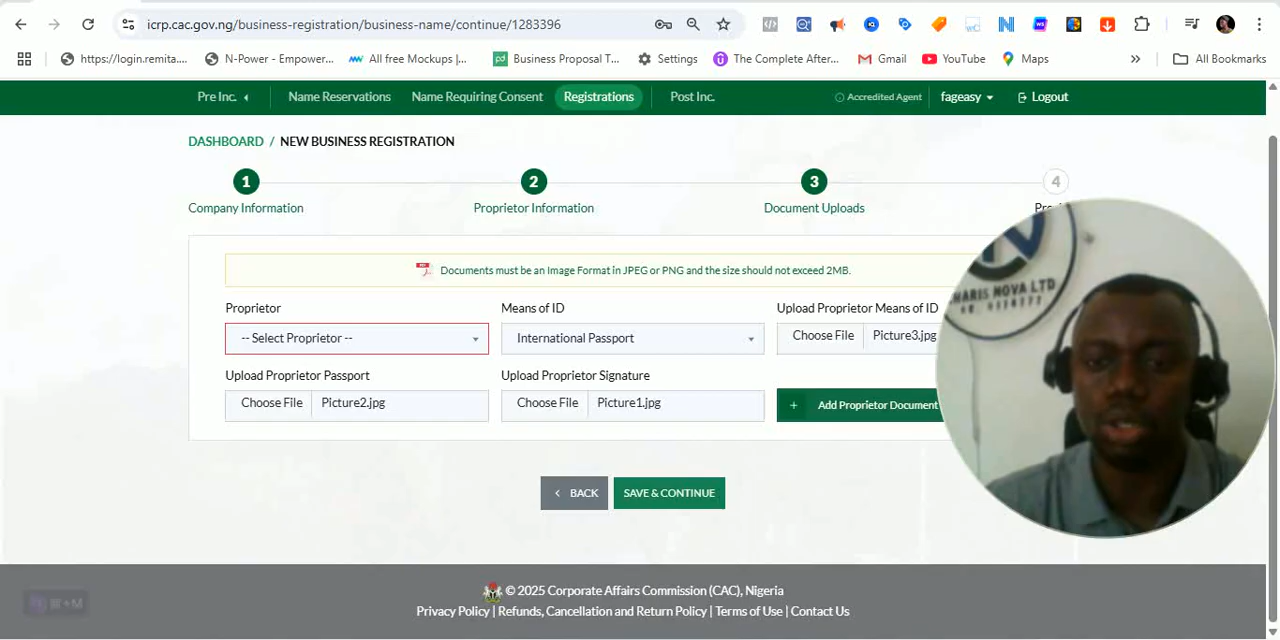 icrp.cac.gov.ng/business-registration/business-name/continue/1283396
https://login.remita.... N-Power - Empower... All free Mockups |... Business Proposal T... Settings The Complete After... Gmail YouTube Maps » All Bookmarks
Pre Inc. Name Reservations Name Requiring Consent Registrations Post Inc. Accredited Agent fageasy Logout
DASHBOARD / NEW BUSINESS REGISTRATION
1 2 3 4
Company Information Proprietor Information Document Uploads
Documents must be an Image Format in JPEG or PNG and the size should not exceed 2MB.
Proprietor Means of ID Upload Proprietor Means of ID
-- Select Proprietor -- International Passport Choose File Picture3.jpg
Upload Proprietor Passport Upload Proprietor Signature
Choose File Picture2.jpg Choose File Picture1.jpg + Add Proprietor Document
BACK SAVE & CONTINUE
© 2025 Corporate Affairs Commission (CAC), Nigeria
Privacy Policy | Refunds, Cancellation and Return Policy | Terms of Use | Contact Us
NOVA LTD